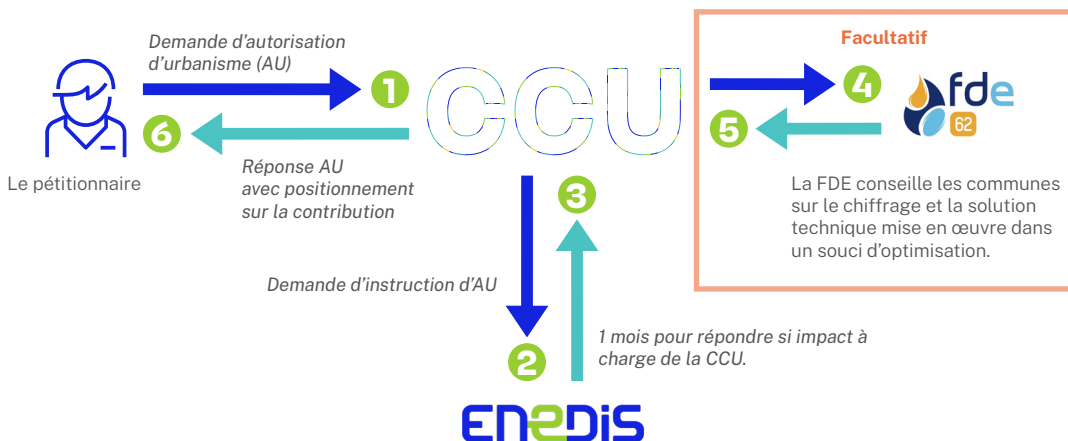 Demande d'autorisation
d'urbanisme (AU)
1
CCU
6
Réponse AU
avec positionnement
sur la contribution
Le pétitionnaire
3
Demande d'instruction d'AU
2
1 mois pour répondre si impact à
charge de la CCU.
enedis
Facultatif
4
fde
62
5
La FDE conseille les communes
sur le chiffrage et la solution
technique mise en œuvre dans
un souci d'optimisation.